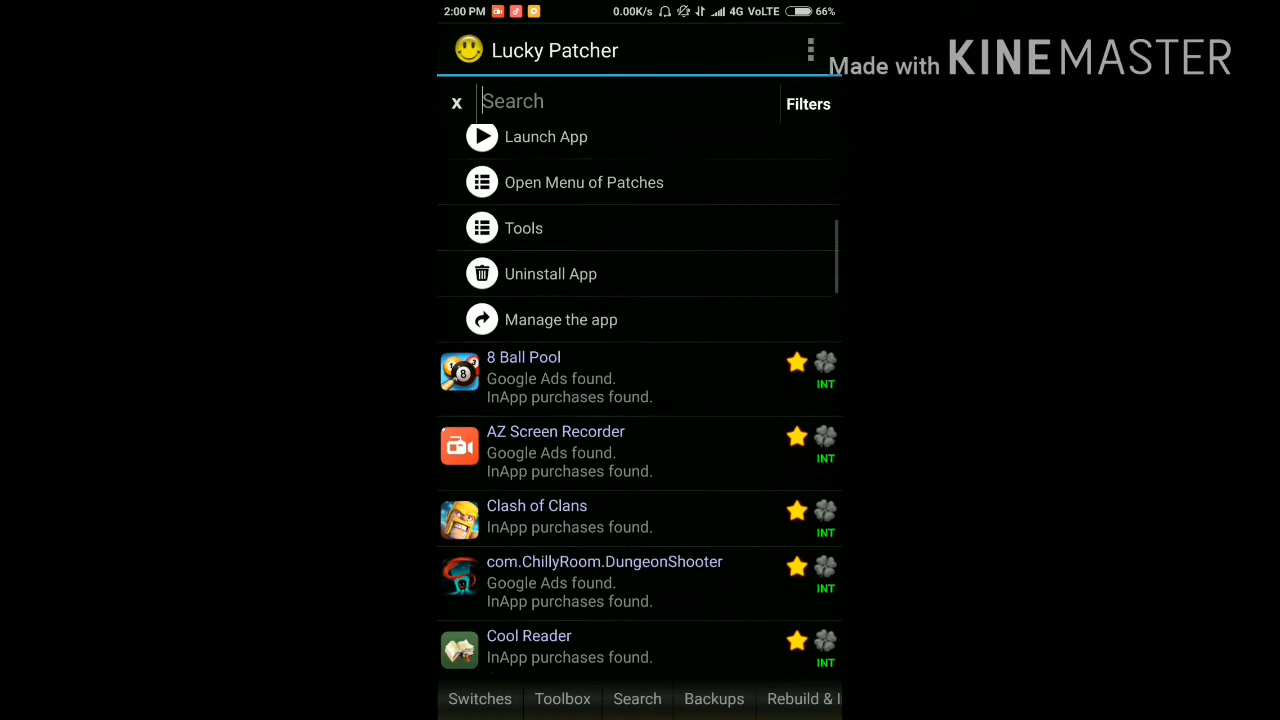 2:00 PM
0.00K/s
4G VoLTE
66%
Lucky Patcher
Made with KINEMASTER
x
Search
Filters
Launch App
Open Menu of Patches
Tools
Uninstall App
Manage the app
8 Ball Pool
Google Ads found.
InApp purchases found.
INT
AZ Screen Recorder
Google Ads found.
InApp purchases found.
INT
Clash of Clans
InApp purchases found.
INT
com.ChillyRoom.DungeonShooter
Google Ads found.
InApp purchases found.
INT
Cool Reader
InApp purchases found.
INT
Switches
Toolbox
Search
Backups
Rebuild & I